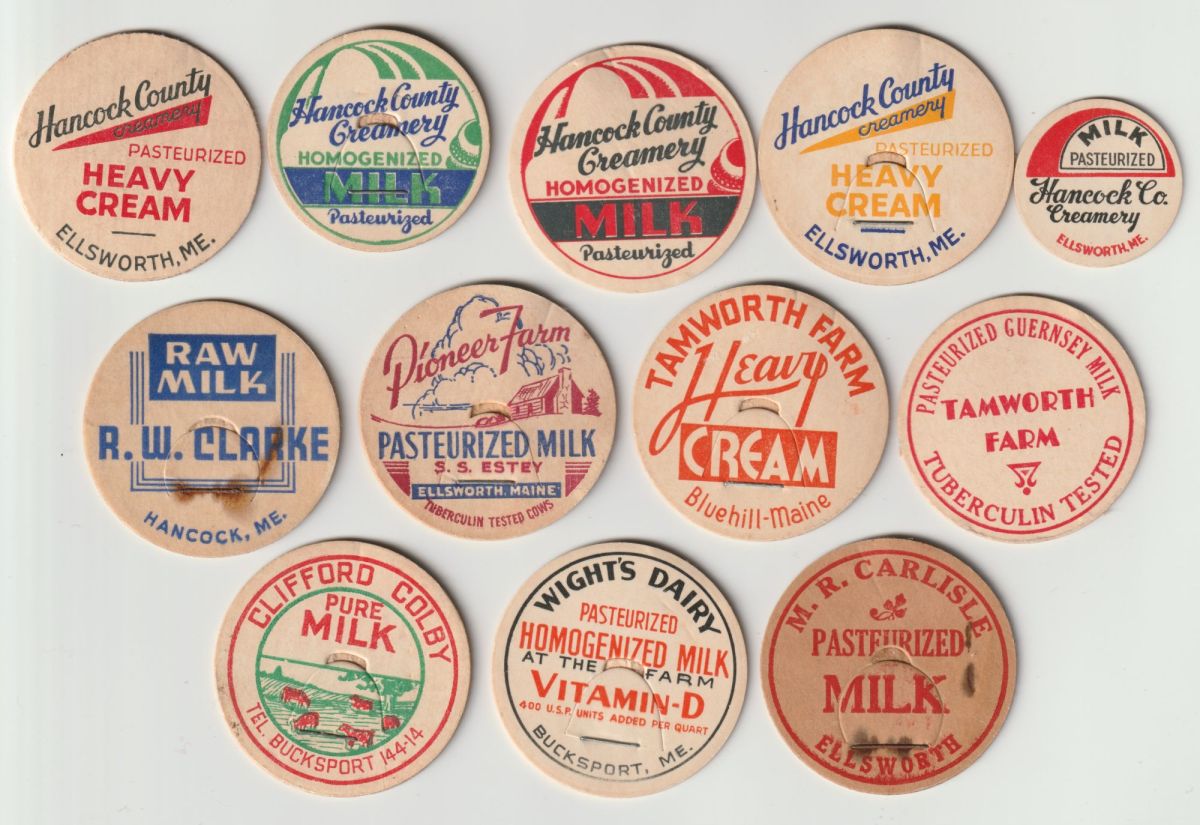 Hancock County
creamery
PASTEURIZED
HEAVY
CREAM
ELLSWORTH, ME.
Hancock County
Creamery
HOMOGENIZED
MILK
Pasteurized
Hancock County
Creamery
HOMOGENIZED
MILK
Pasteurized
Hancock County
creamery
PASTEURIZED
HEAVY
CREAM
ELLSWORTH, ME.
MILK
PASTEURIZED
Hancock Co.
Creamery
ELLSWORTH, ME.
RAW
MILK
R. W. CLARKE
HANCOCK, ME.
Pioneer Farm
PASTEURIZED MILK
S. S. ESTEY
ELLSWORTH, MAINE
TUBERCULIN TESTED COWS
TAMWORTH FARM
Heavy
CREAM
Bluehill-Maine
PASTEURIZED GUERNSEY MILK
TAMWORTH
FARM
TUBERCULIN TESTED
CLIFFORD COLBY
PURE
MILK
TEL. BUCKSPORT 144-14
WIGHT'S DAIRY
PASTEURIZED
HOMOGENIZED MILK
AT THE FARM
VITAMIN-D
400 U.S.P. UNITS ADDED PER QUART
BUCKSPORT, ME.
M. R. CARLISLE
PASTEURIZED
MILK
ELLSWORTH